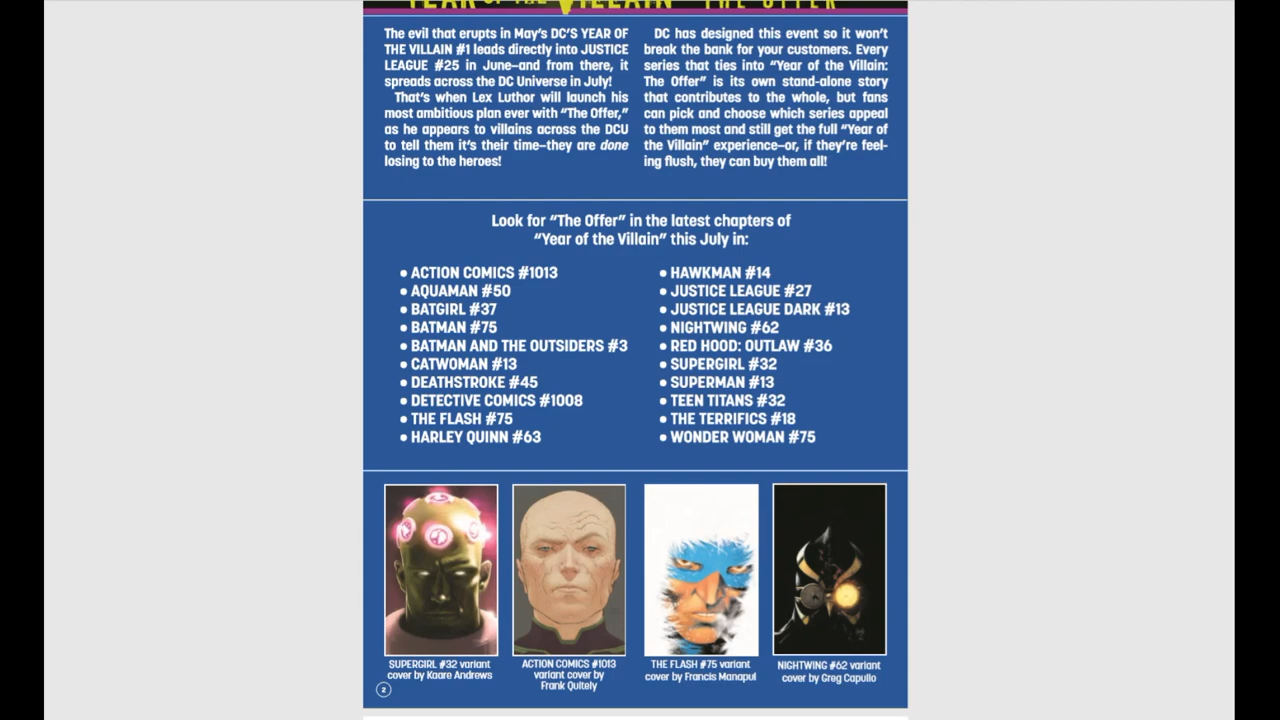 YEAR OF THE VILLAIN THE OFFER
The evil that erupts in May's DC'S YEAR OF
THE VILLAIN #1 leads directly into JUSTICE
LEAGUE #25 in June—and from there, it
spreads across the DC Universe in July!
That's when Lex Luthor will launch his
most ambitious plan ever with “The Offer,”
as he appears to villains across the DCU
to tell them it's their time—they are done
losing to the heroes!
DC has designed this event so it won't
break the bank for your customers. Every
series that ties into “Year of the Villain:
The Offer” is its own stand-alone story
that contributes to the whole, but fans
can pick and choose which series appeal
to them most and still get the full “Year of
the Villain” experience—or, if they're feel-
ing flush, they can buy them all!
Look for “The Offer” in the latest chapters of
“Year of the Villain” this July in:
• ACTION COMICS #1013
• AQUAMAN #50
• BATGIRL #37
• BATMAN #75
• BATMAN AND THE OUTSIDERS #3
• CATWOMAN #13
• DEATHSTROKE #45
• DETECTIVE COMICS #1008
• THE FLASH #75
• HARLEY QUINN #63
• HAWKMAN #14
• JUSTICE LEAGUE #27
• JUSTICE LEAGUE DARK #13
• NIGHTWING #62
• RED HOOD: OUTLAW #36
• SUPERGIRL #32
• SUPERMAN #13
• TEEN TITANS #32
• THE TERRIFICS #18
• WONDER WOMAN #75
SUPERGIRL #32 variant
cover by Kaare Andrews
ACTION COMICS #1013
variant cover by
Frank Quitely
THE FLASH #75 variant
cover by Francis Manapul
NIGHTWING #62 variant
cover by Greg Capullo
2